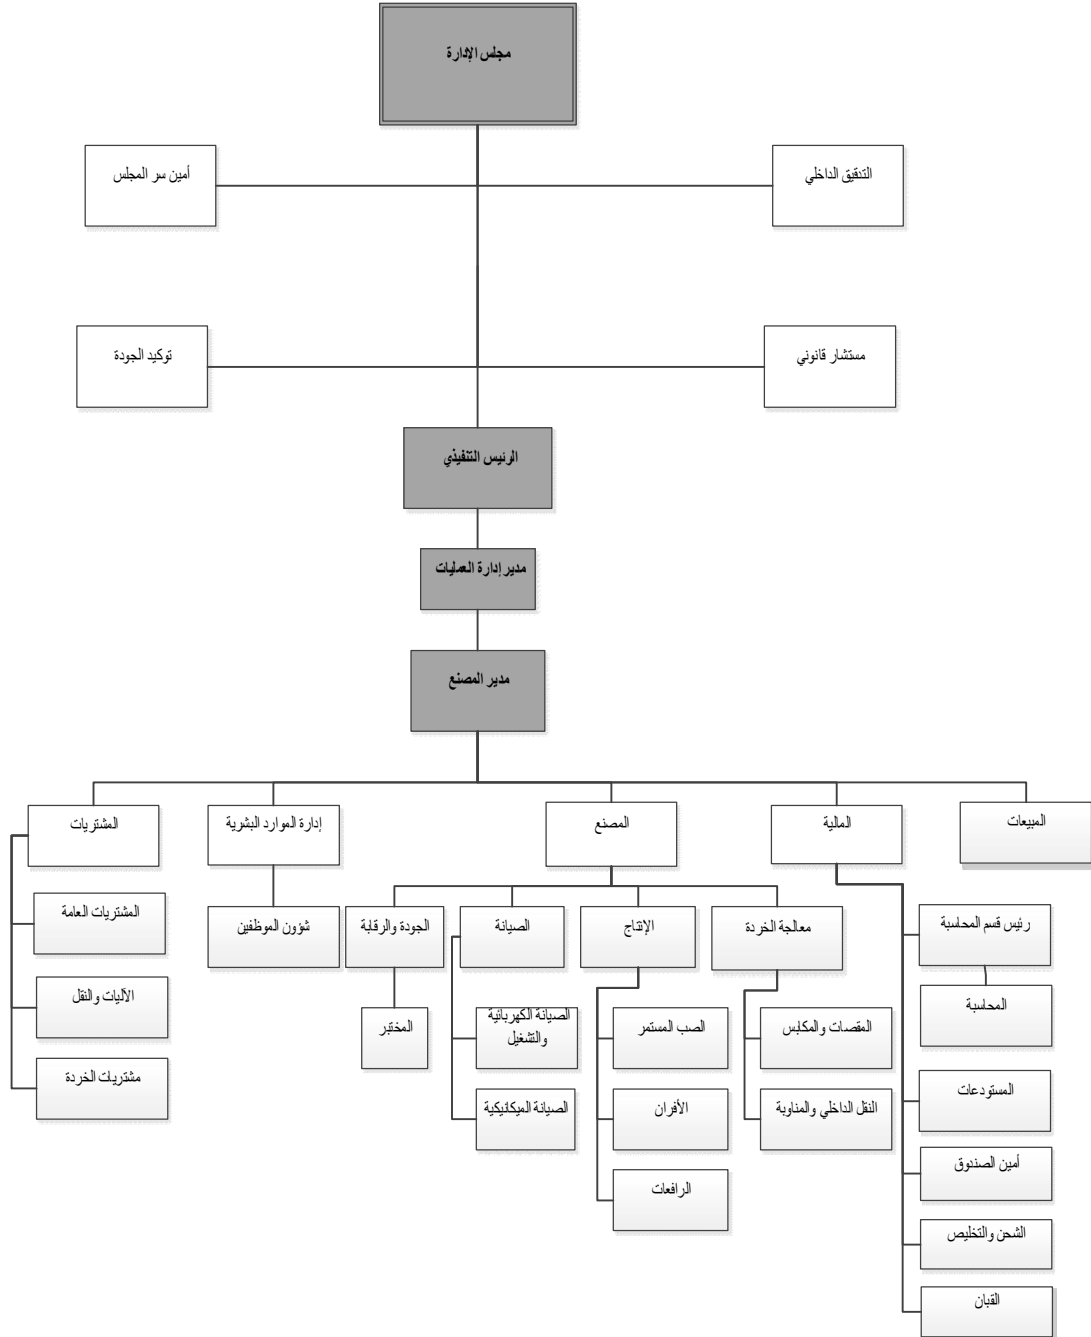 مجلس الإدارة
التدقيق الداخلي
أمين سر المجلس
مستشار قانوني
توكيد الجودة
الرئيس التنفيذي
مدير إدارة العمليات
مدير المصنع
المبيعات
المالية
المصنع
إدارة الموارد البشرية
المشتريات
رئيس قسم المحاسبة
المحاسبة
المستودعات
أمين الصندوق
الشحن والتخليص
القبان
معالجة الخردة
المقصات والمكابس
النقل الداخلي والمناوبة
الإنتاج
الصب المستمر
الأفران
الرافعات
الصيانة
الصيانة الكهربائية
والتشغيل
الصيانة الميكانيكية
الجودة والرقابة
المختبر
شؤون الموظفين
المشتريات العامة
الآليات والنقل
مشتريات الخردة